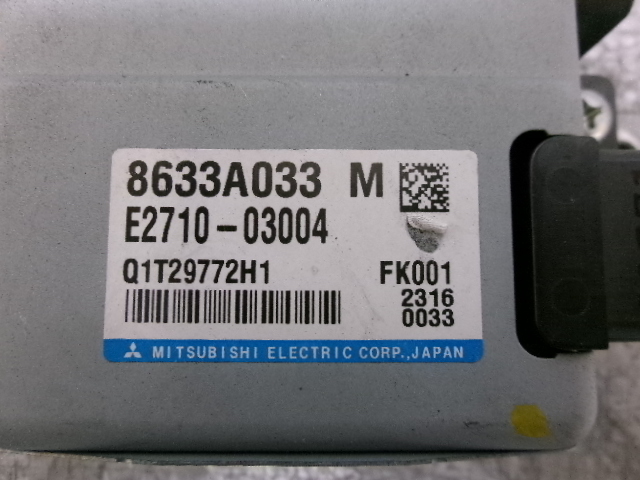 8633A033 M
E2710-03004
Q1T29772H1 FK001
2316
0033
MITSUBISHI ELECTRIC CORP., JAPAN